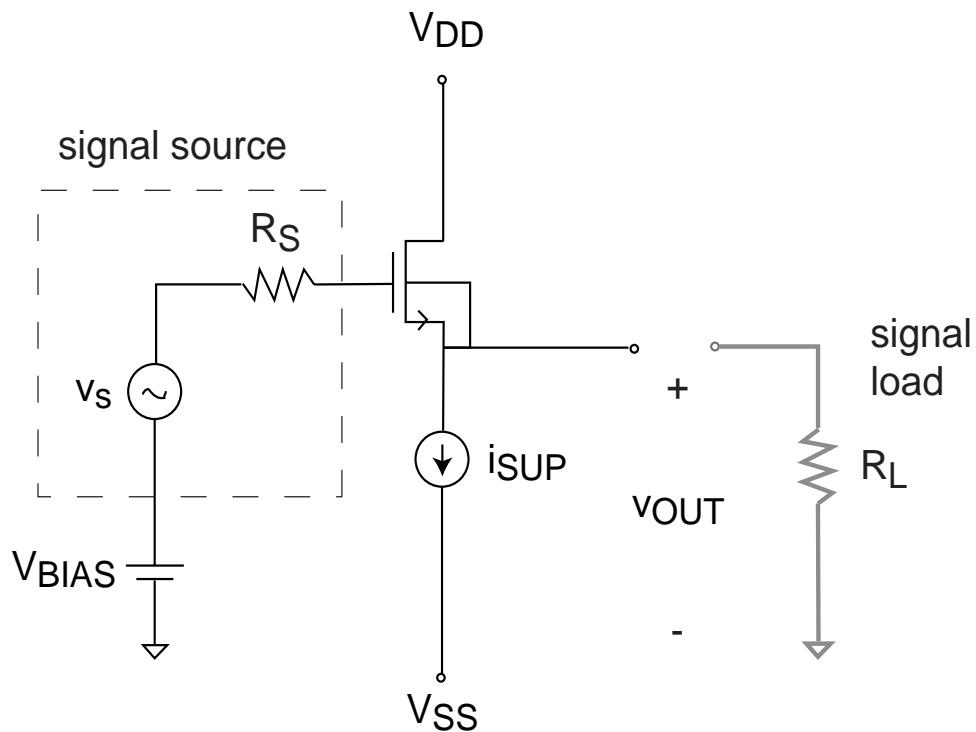 VDD
signal source
RS
signal
load
vs
+
iSUP
RL
vOUT
VBIAS
-
VSS